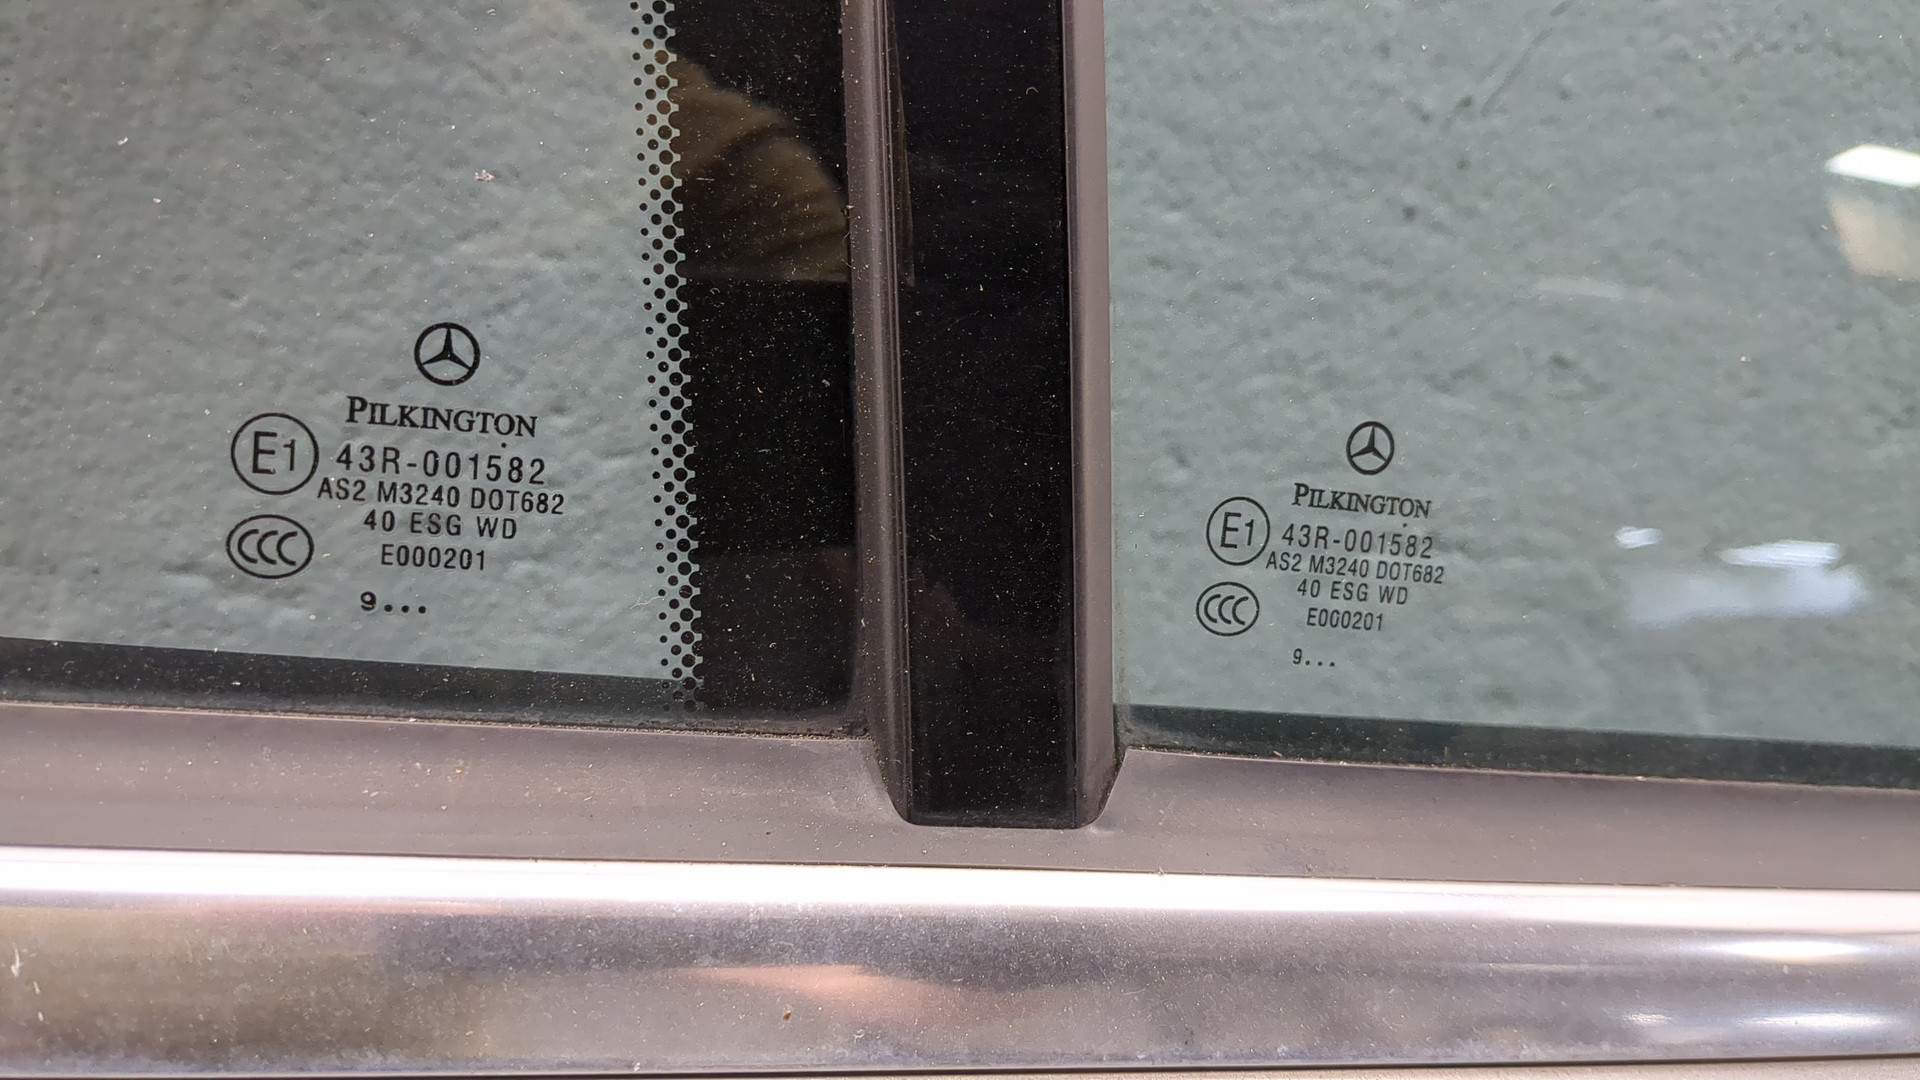 PILKINGTON
E1
43R-001582
AS2 M3240 DOT682
40 ESG WD
CCC
E000201
9...
PILKINGTON
E1
43R-001582
AS2 M3240 DOT682
40 ESG WD
CCC
E000201
9...